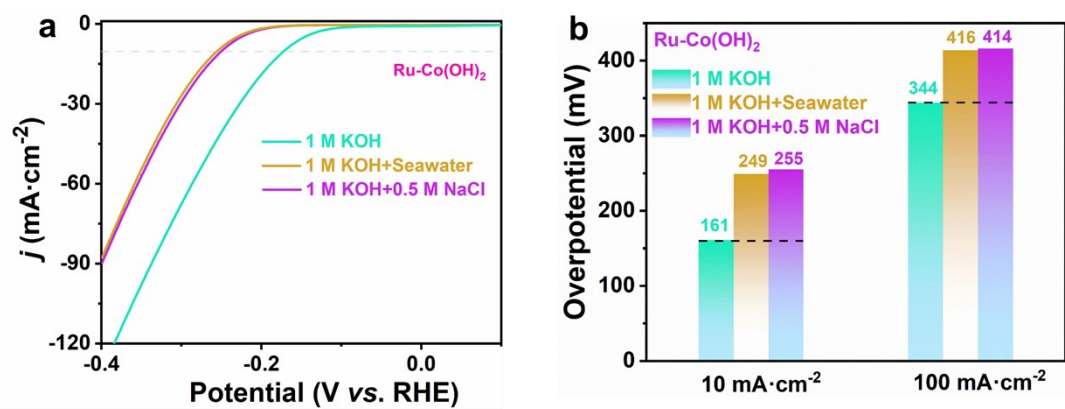 a
0
-30
-60
-90
-120
j (mA·cm-2)
Ru-Co(OH)2
1 M KOH
1 M KOH+Seawater
1 M KOH+0.5 M NaCl
-0.4
-0.2
0.0
Potential (V vs. RHE)
b
400
300
200
100
0
Overpotential (mV)
Ru-Co(OH)2
1 M KOH
1 M KOH+Seawater
1 M KOH+0.5 M NaCl
161
249
255
344
416
414
10 mA·cm-2
100 mA·cm-2